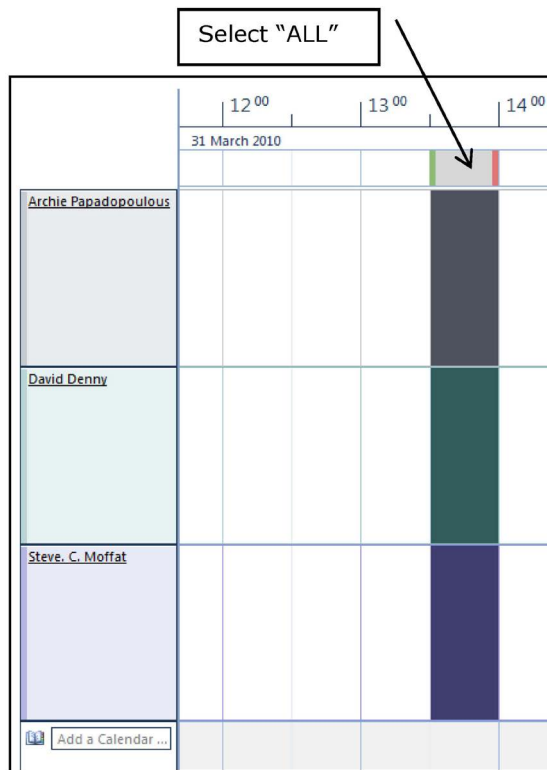 Select “ALL”
12 00 13 00 14 00
31 March 2010
Archie Papadopoulous
David Denny
Steve. C. Moffat
Add a Calendar ...